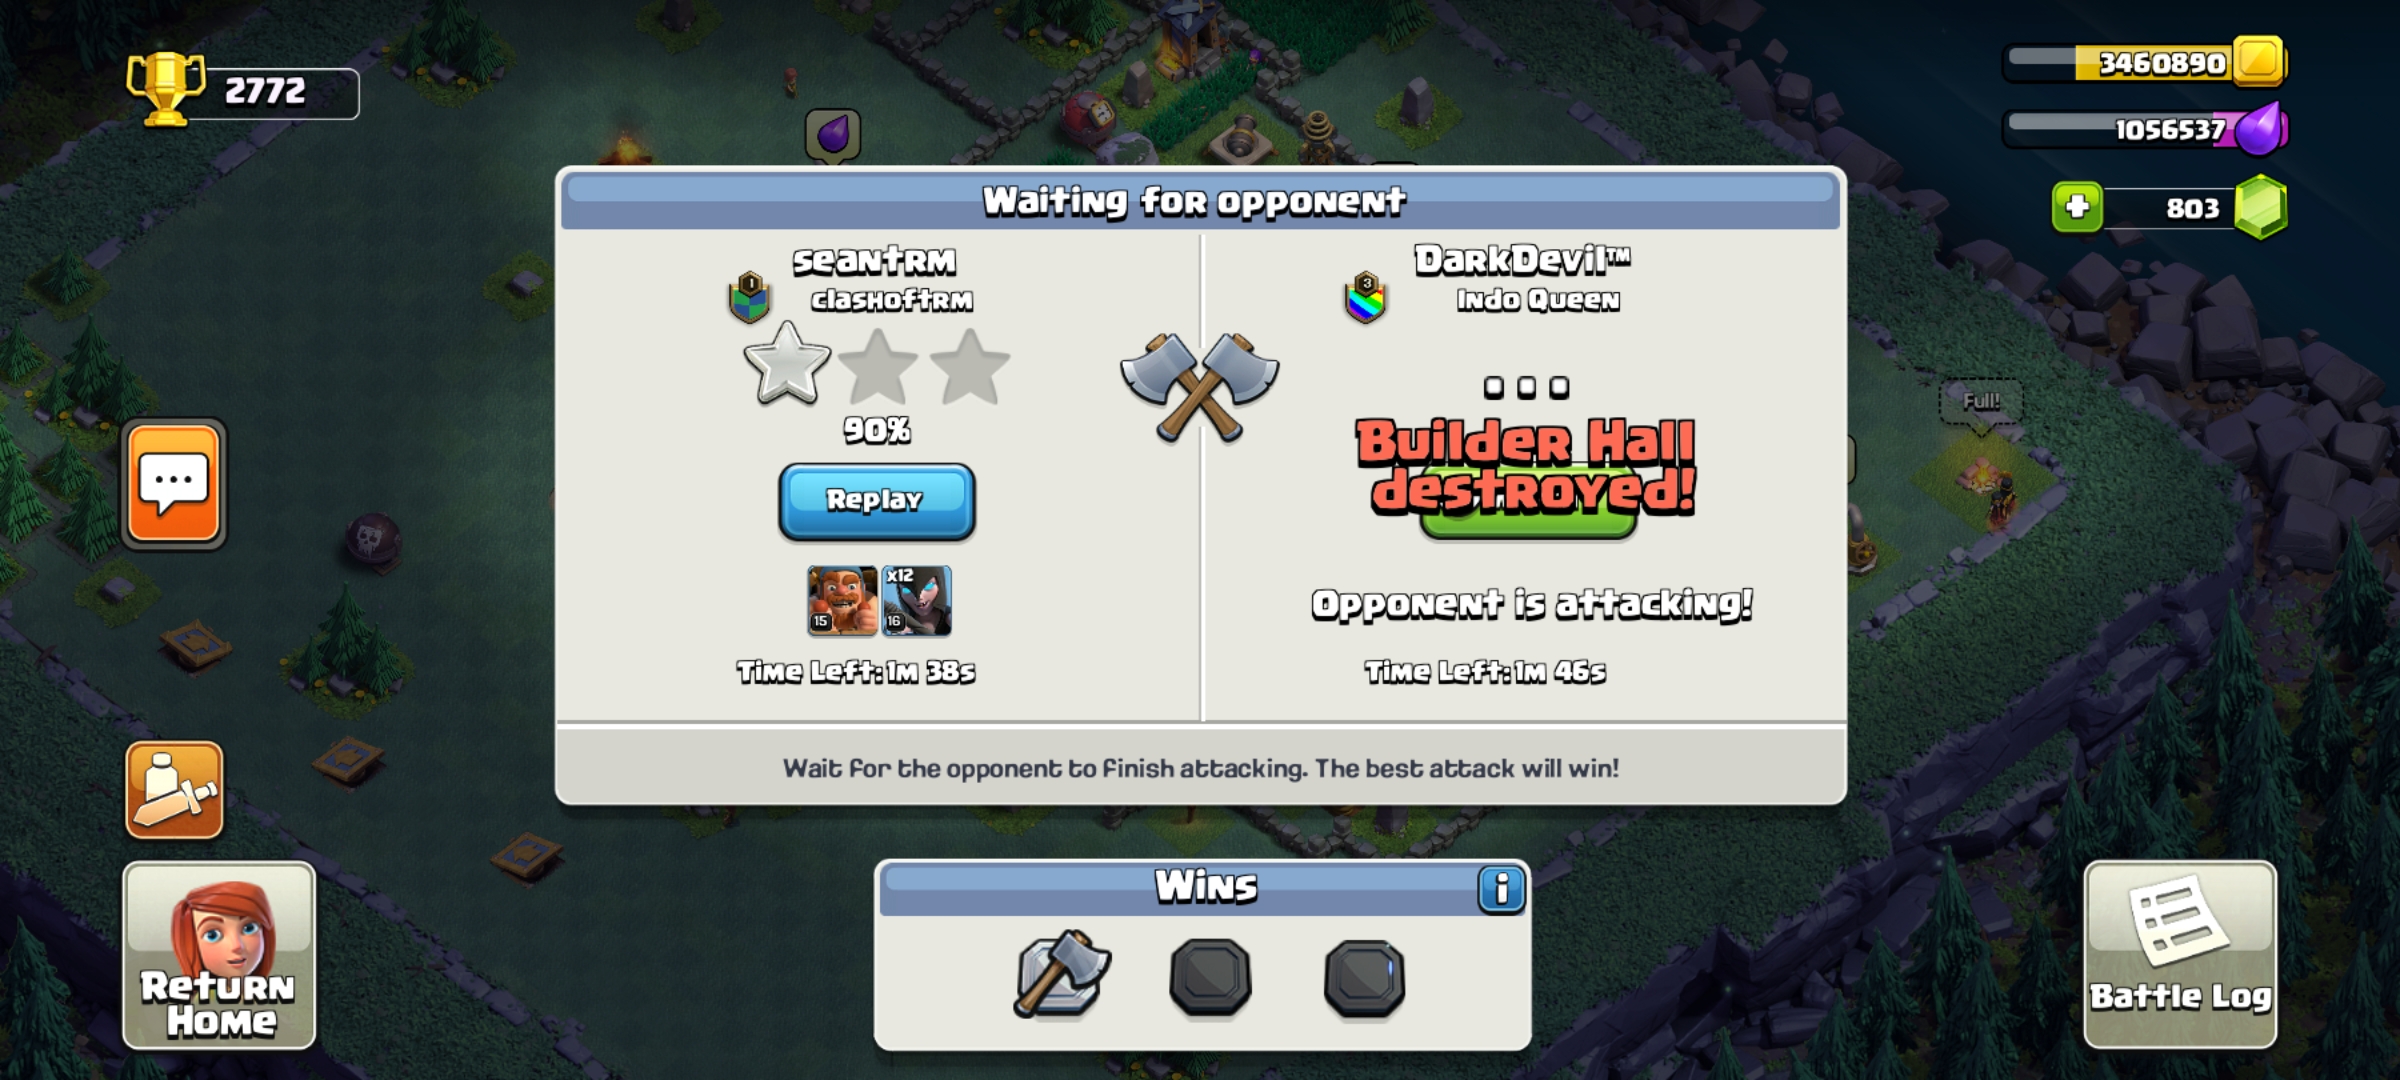 2772
3460890
1056537
803
Waiting for opponent
seantrm
clashoftrm
1
90%
Replay
x12
15
16
Time Left:1m 38s
DarkDevil™
Indo Queen
3
Builder Hall
destroyed!
Opponent is attacking!
Time Left:1m 46s
Full!
Wait for the opponent to finish attacking. The best attack will win!
Wins
i
Return
Home
Battle Log